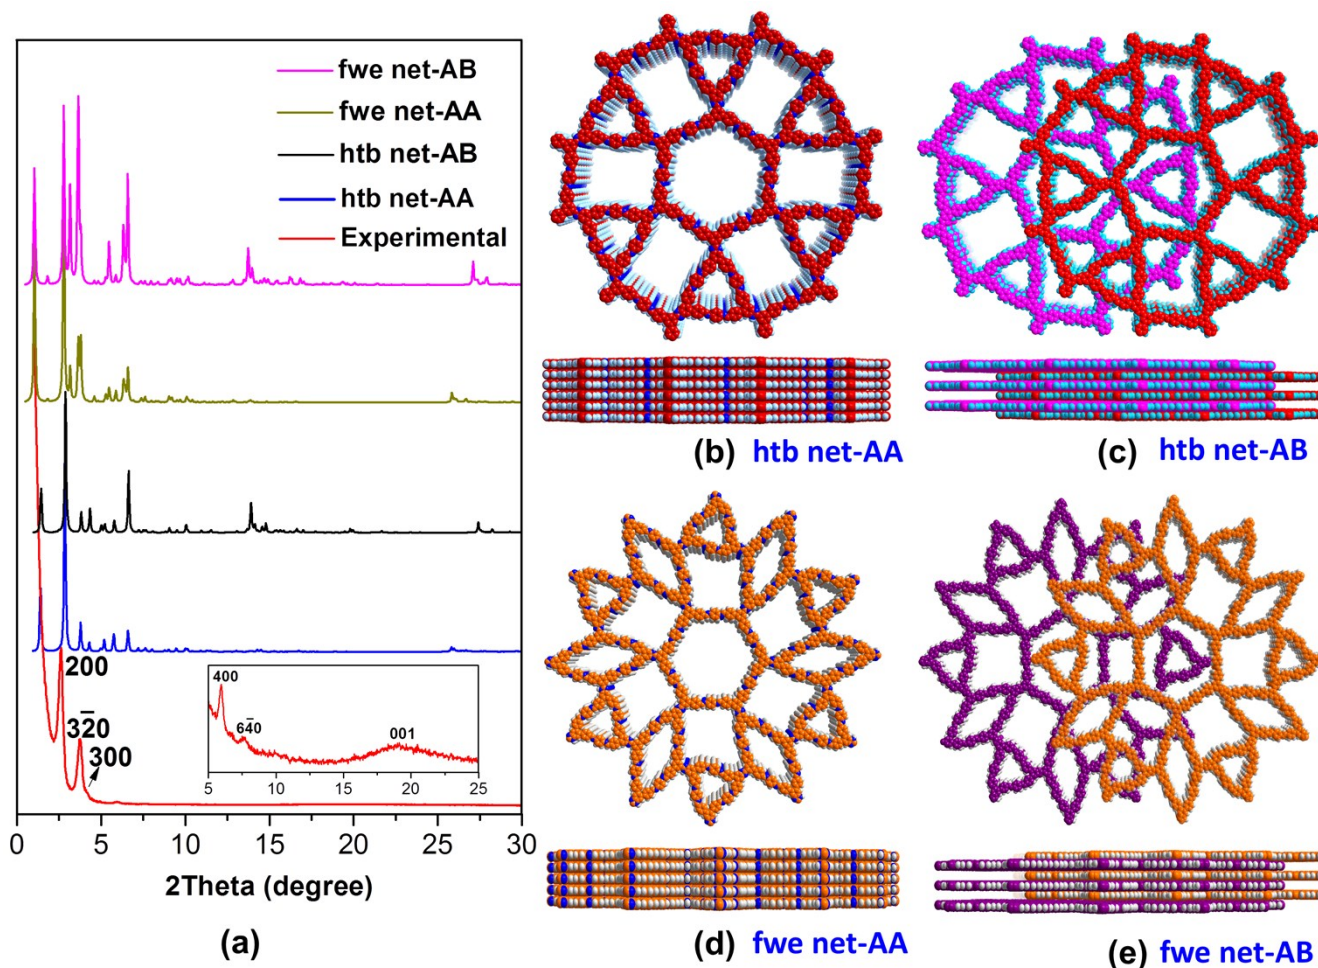 fwe net-AB
fwe net-AA
htb net-AB
htb net-AA
Experimental
200
32̅0
300
400
64̅0
001
5 10 15 20 25
0 5 10 15 20 25 30
2Theta (degree)
(a)
(b) htb net-AA
(c) htb net-AB
(d) fwe net-AA
(e) fwe net-AB